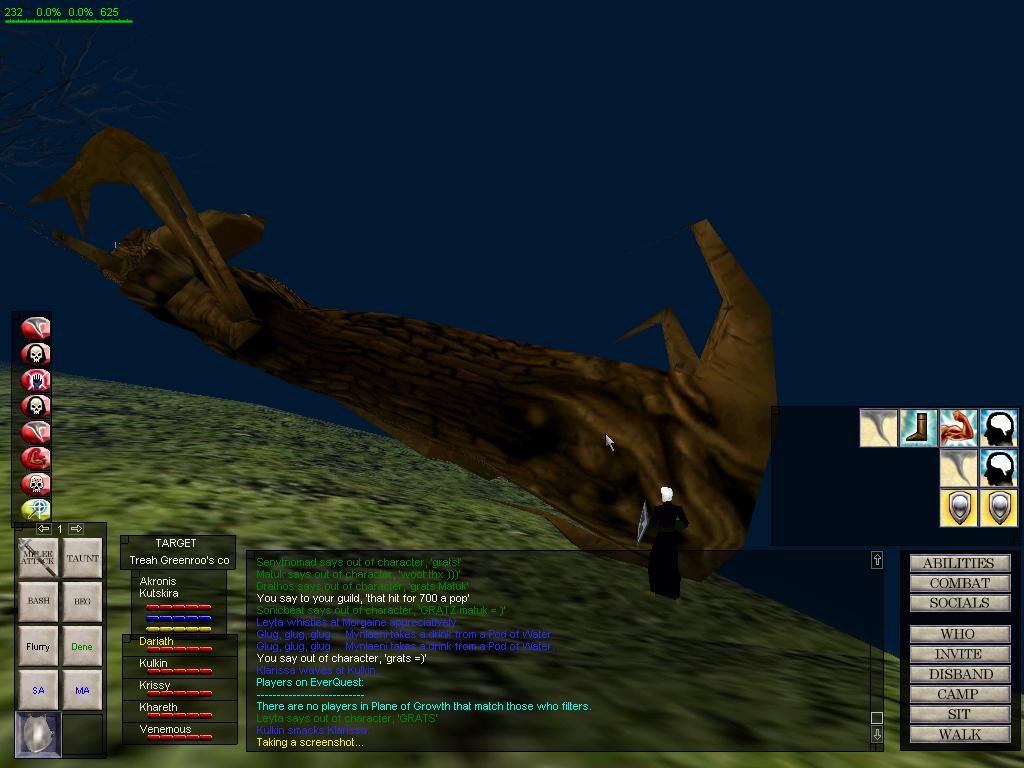 232 0.0% 0.0% 625
1
MELEE ATTACK
TAUNT
BASH
BEG
Flurry
Dene
SA
MA
TARGET
Treah Greenroo's co
Akronis
Kutskira
Dariath
Kulkin
Krissy
Khareth
Venemous
Senytnomad says out of character, 'grats!'
Matuk says out of character, 'woot thx )))'
Drathos says out of character, 'grats Matuk'
You say to your guild, 'that hit for 700 a pop'
Sonicbeat says out of character, 'GRATZ matuk = )'
Leyta whistles at Morgaine appreciatively.
Glug, glug, glug... Myrilaeni takes a drink from a Pod of Water.
Glug, glug, glug... Myrilaeni takes a drink from a Pod of Water.
You say out of character, 'grats =)'
Klarissa waves at Kulkin.
Players on EverQuest:
---------------------------
There are no players in Plane of Growth that match those who filters.
Leyta says out of character, 'GRATS'
Kulkin smacks Klarissa.
Taking a screenshot...
ABILITIES
COMBAT
SOCIALS
WHO
INVITE
DISBAND
CAMP
SIT
WALK